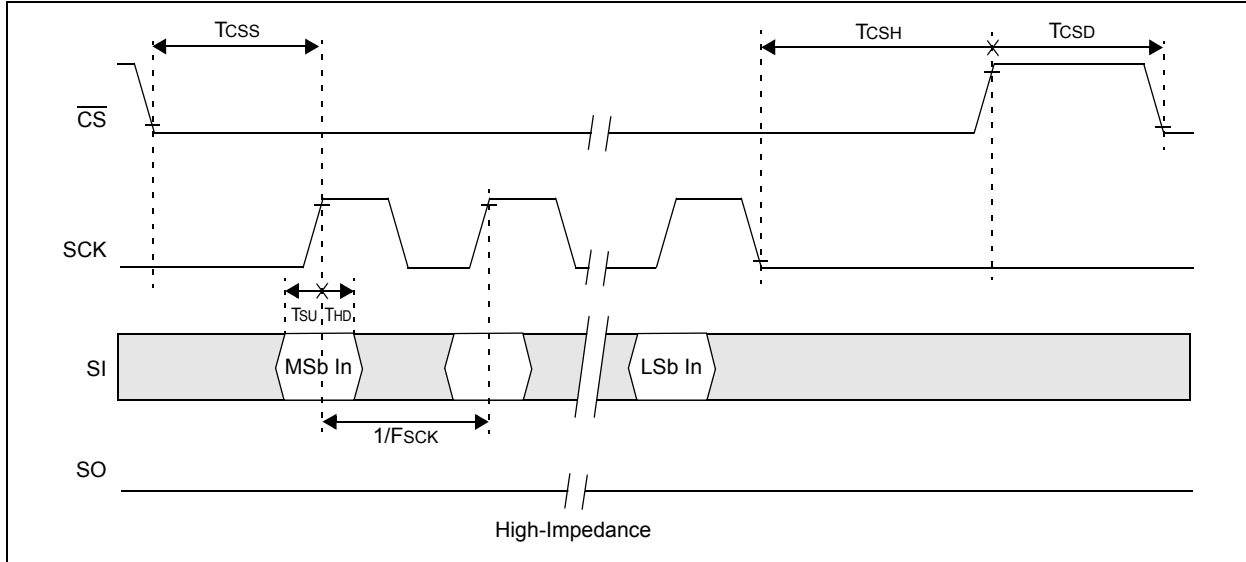 TCSS
TCSH
TCSD
CS
SCK
TSU
THD
SI
MSb In
LSb In
1/FSCK
SO
High-Impedance